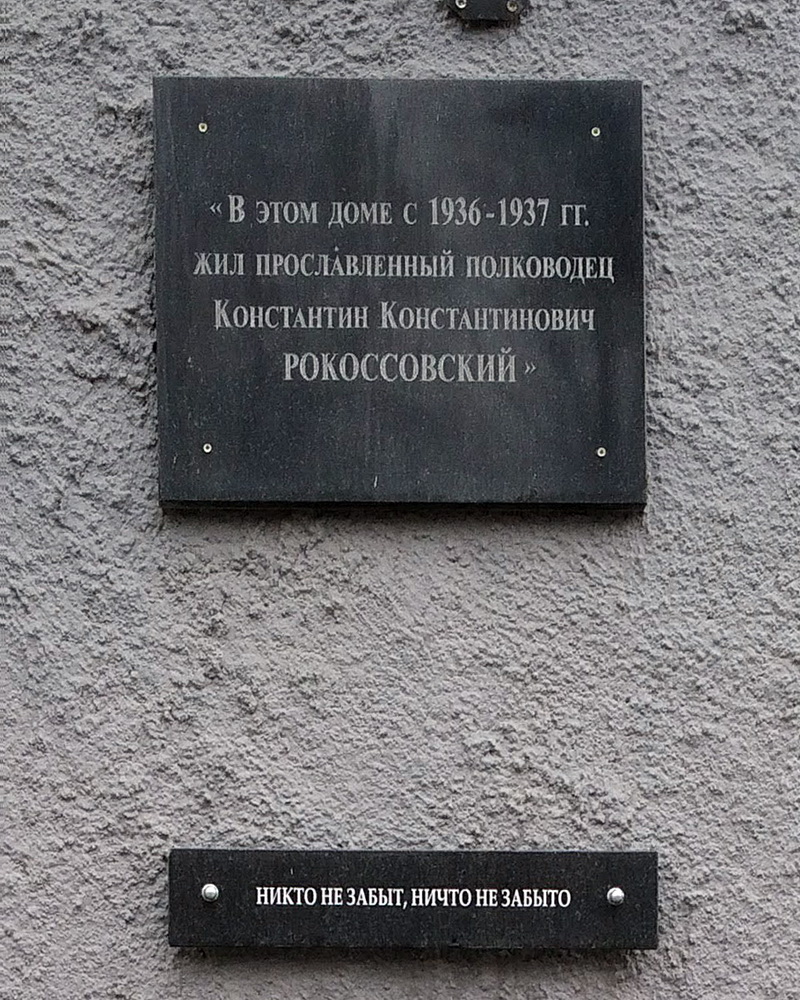 «В этом доме с 1936-1937 гг.
жил прославленный полководец
Константин Константинович
РОКОССОВСКИЙ»
НИКТО НЕ ЗАБЫТ, НИЧТО НЕ ЗАБЫТО